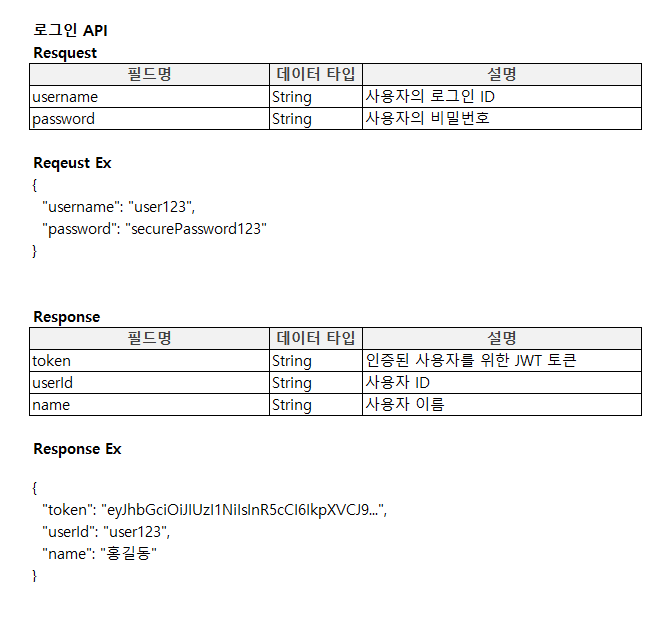 로그인 API
Resquest
필드명 데이터 타입 설명
username String 사용자의 로그인 ID
password String 사용자의 비밀번호
Reqeust Ex
{
"username": "user123",
"password": "securePassword123"
}
Response
필드명 데이터 타입 설명
token String 인증된 사용자를 위한 JWT 토큰
userId String 사용자 ID
name String 사용자 이름
Response Ex
{
"token": "eyJhbGciOiJIUzI1NiIsInR5cCI6IkpXVCJ9...",
"userId": "user123",
"name": "홍길동"
}